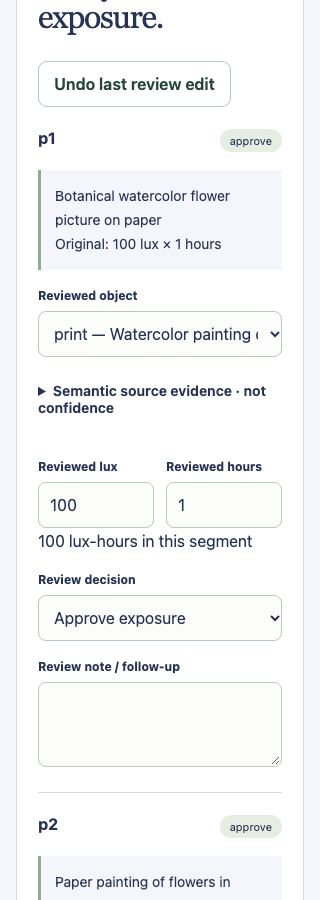 exposure.
Undo last review edit
p1
approve
Botanical watercolor flower
picture on paper
Original: 100 lux × 1 hours
Reviewed object
print — Watercolor painting
Semantic source evidence · not
confidence
Reviewed lux
Reviewed hours
100
1
100 lux-hours in this segment
Review decision
Approve exposure
Review note / follow-up
p2
approve
Paper painting of flowers in